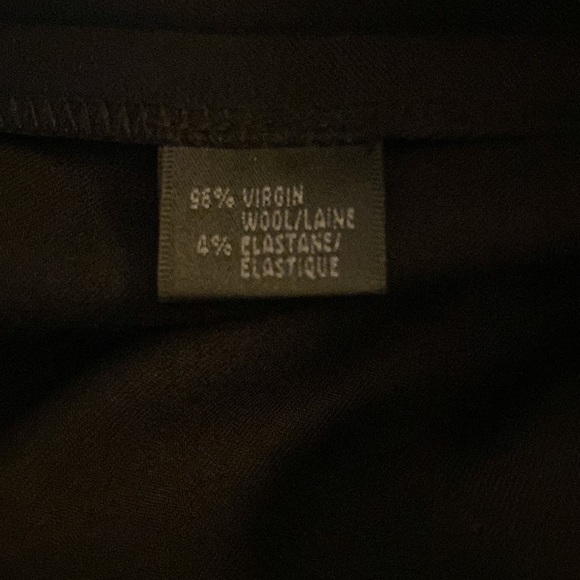 96% VIRGIN
WOOL/LAINE
4% ELASTANE/
ELASTIQUE